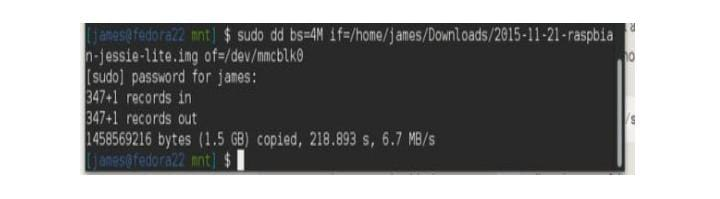 [james@fedora22 mnt] $ sudo dd bs=4M if=/home/james/Downloads/2015-11-21-raspbia
n-jessie-lite.img of=/dev/mmcblk0
[sudo] password for james:
347+1 records in
347+1 records out
1458569216 bytes (1.5 GB) copied, 218.893 s, 6.7 MB/s
[james@fedora22 mnt] $